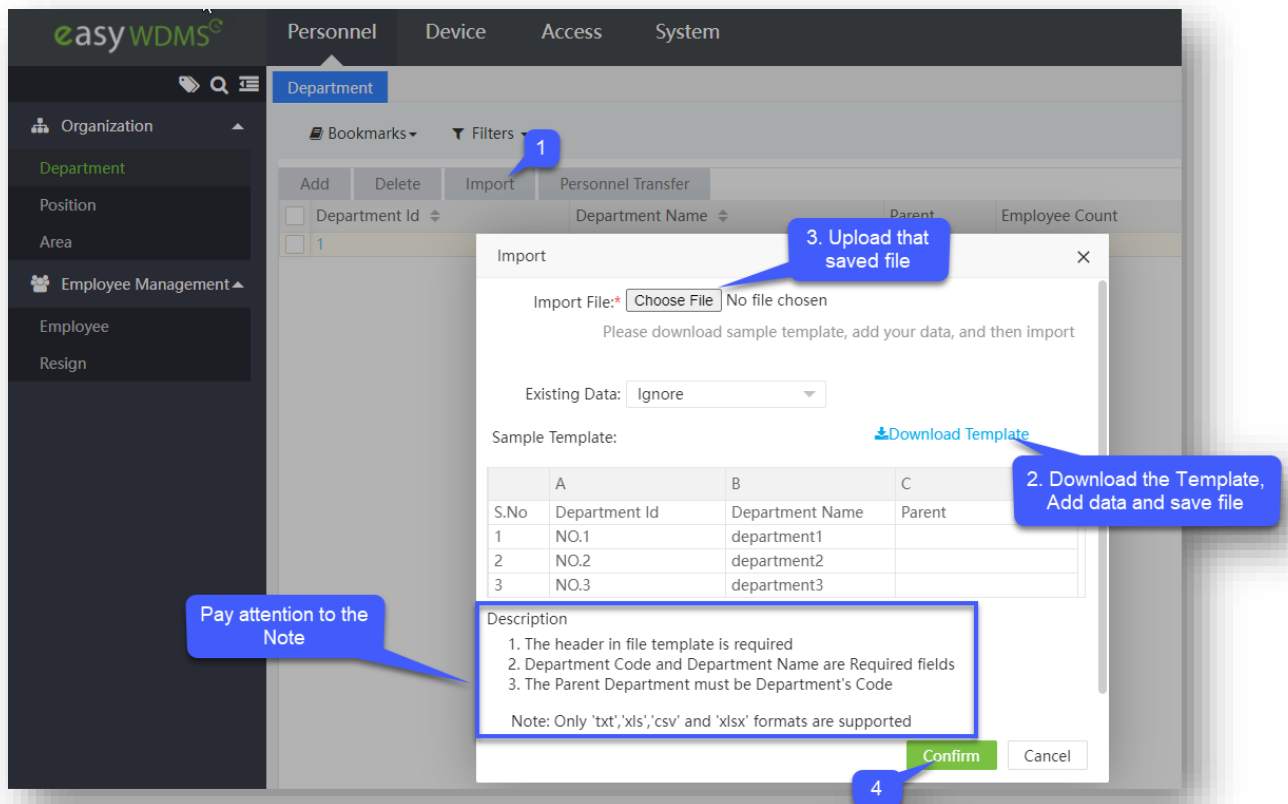 easy WDMS
Personnel Device Access System
Department
Organization
Department
Position
Area
Employee Management
Employee
Resign
Bookmarks Filters
1
Add Delete Import Personnel Transfer
Department Id Department Name Parent Employee Count
1
Import
3. Upload that
saved file
Import File:* Choose File No file chosen
Please download sample template, add your data, and then import
Existing Data: Ignore
Sample Template: Download Template
2. Download the Template,
Add data and save file
A B C
S.No Department Id Department Name Parent
1 NO.1 department1
2 NO.2 department2
3 NO.3 department3
Pay attention to the
Note
Description
1. The header in file template is required
2. Department Code and Department Name are Required fields
3. The Parent Department must be Department's Code
Note: Only 'txt','xls','csv' and 'xlsx' formats are supported
Confirm Cancel
4